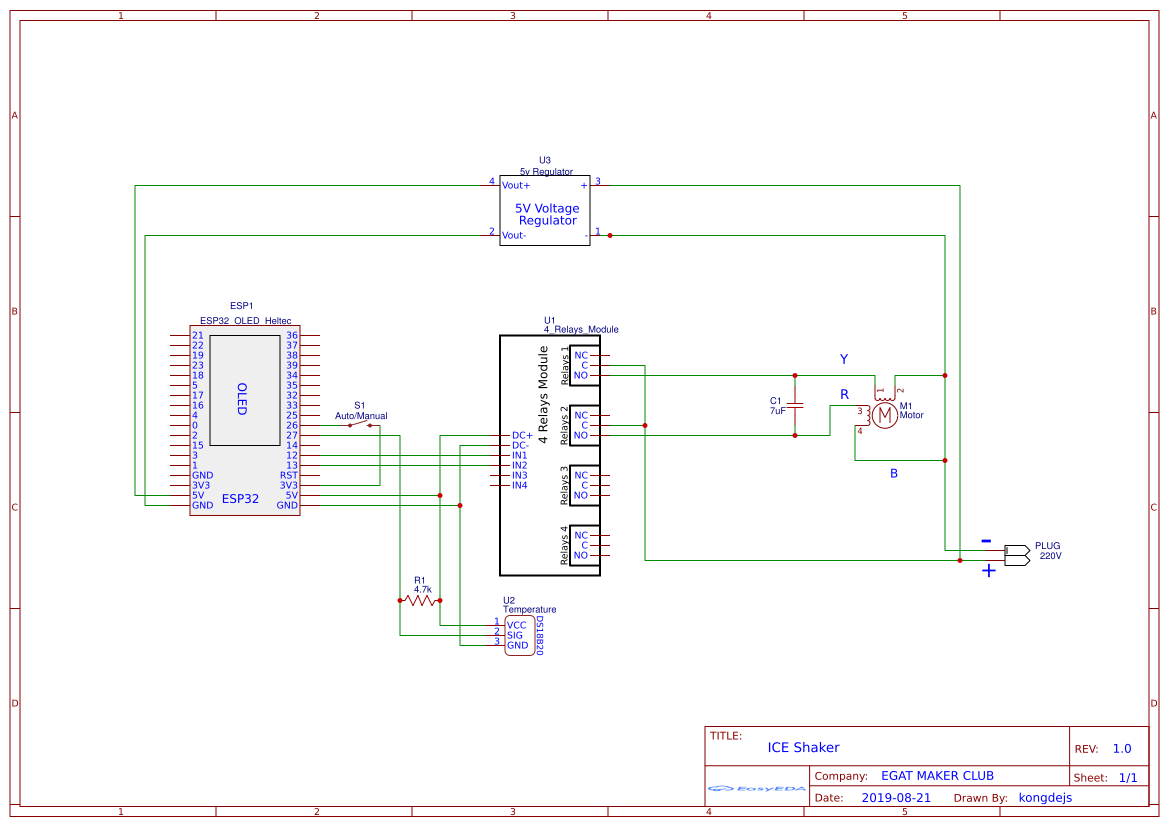 1 2 3 4 5
A A
B B
C C
D D
U3
5v Regulator
4 Vout+ + 3
5V Voltage
Regulator
2 Vout- - 1
ESP1
ESP32 OLED Heltec
21 36
22 37
19 38
23 39
18 34
5 35
17 32
16 33
4 25
0 26
2 27
15 14
3 12
1 13
GND RST
3V3 3V3
5V 5V
GND GND
OLED
ESP32
S1
Auto/Manual
U1
4_Relays_Module
4 Relays Module
DC+
DC-
IN1
IN2
IN3
IN4
Relays 1
NC
C
NO
Relays 2
NC
C
NO
Relays 3
NC
C
NO
Relays 4
NC
C
NO
Y
R
B
C1
7uF
1 2
3
4
M
M1
Motor
-
+
1
PLUG
220V
R1
4.7k
U2
Temperature
1 VCC
2 SIG
3 GND
DS18B20
TITLE:
ICE Shaker
REV: 1.0
Company: EGAT MAKER CLUB
Sheet: 1/1
EasyEDA
Date: 2019-08-21 Drawn By: kongdejs
1 2 3 4 5